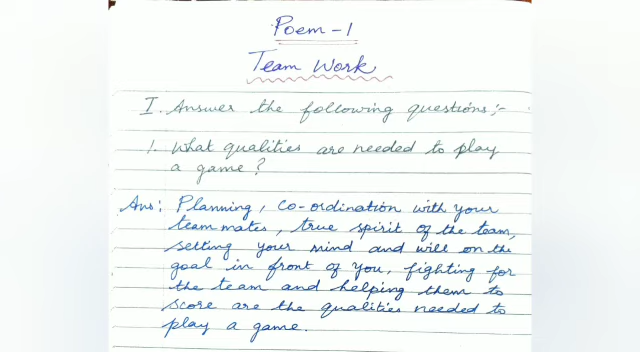 Poem - 1
Team Work
I. Answer the following questions:-
1. What qualities are needed to play
a game?
Ans: Planning, co-ordination with your
team mates, true spirit of the team,
setting your mind and will on the
goal in front of you, fighting for
the team and helping them to
score are the qualities needed to
play a game.